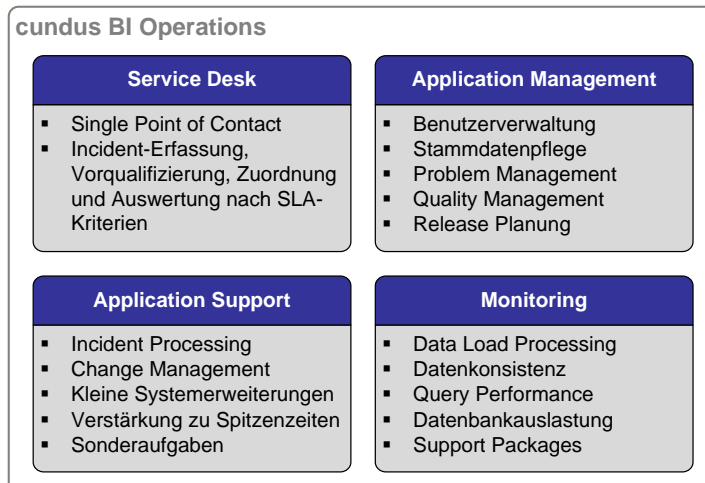 cundus BI Operations
Service Desk
▪ Single Point of Contact
▪ Incident-Erfassung,
Vorqualifizierung, Zuordnung
und Auswertung nach SLA-
Kriterien
Application Management
▪ Benutzerverwaltung
▪ Stammdatenpflege
▪ Problem Management
▪ Quality Management
▪ Release Planung
Application Support
▪ Incident Processing
▪ Change Management
▪ Kleine Systemerweiterungen
▪ Verstärkung zu Spitzenzeiten
▪ Sonderaufgaben
Monitoring
▪ Data Load Processing
▪ Datenkonsistenz
▪ Query Performance
▪ Datenbankauslastung
▪ Support Packages